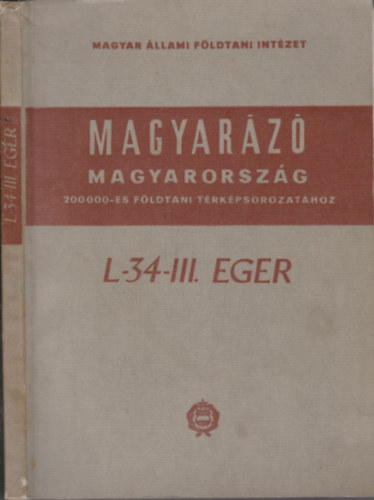 MAGYAR ÁLLAMI FÖLDTANI INTÉZET
MAGYARÁZÓ
MAGYARORSZÁG
200000-ES FÖLDTANI TÉRKÉPSOROZATÁHOZ
L-34-III. EGER
L-34-III. EGER